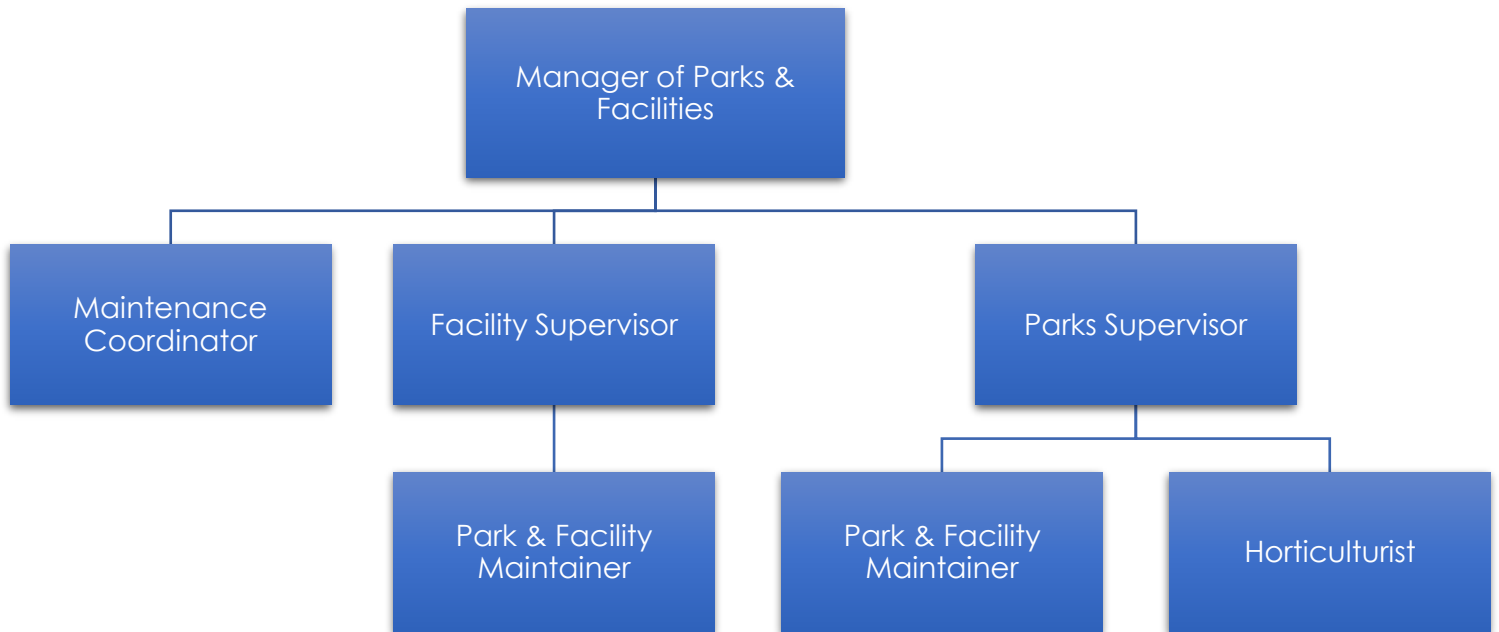 Manager of Parks &
Facilities
Maintenance
Coordinator
Facility Supervisor
Parks Supervisor
Park & Facility
Maintainer
Park & Facility
Maintainer
Horticulturist